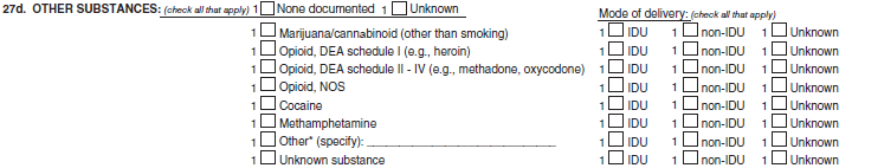 27d. OTHER SUBSTANCES: (check all that apply) 1 None documented 1 Unknown Mode of delivery: (check all that apply)
1 Marijuana/cannabinoid (other than smoking) 1 IDU 1 non-IDU 1 Unknown
1 Opioid, DEA schedule I (e.g., heroin) 1 IDU 1 non-IDU 1 Unknown
1 Opioid, DEA schedule II - IV (e.g., methadone, oxycodone) 1 IDU 1 non-IDU 1 Unknown
1 Opioid, NOS 1 IDU 1 non-IDU 1 Unknown
1 Cocaine 1 IDU 1 non-IDU 1 Unknown
1 Methamphetamine 1 IDU 1 non-IDU 1 Unknown
1 Other* (specify): 1 IDU 1 non-IDU 1 Unknown
1 Unknown substance 1 IDU 1 non-IDU 1 Unknown